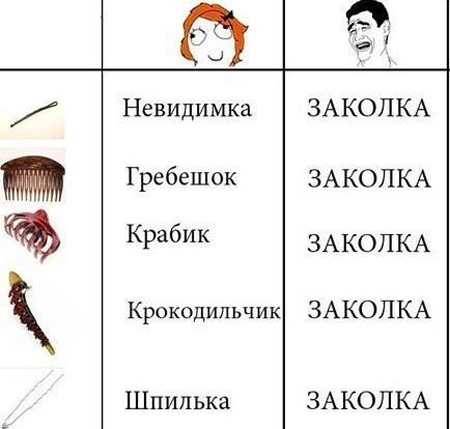 Невидимка ЗАКОЛКА
Гребешок ЗАКОЛКА
Крабик ЗАКОЛКА
Крокодильчик ЗАКОЛКА
Шпилька ЗАКОЛКА